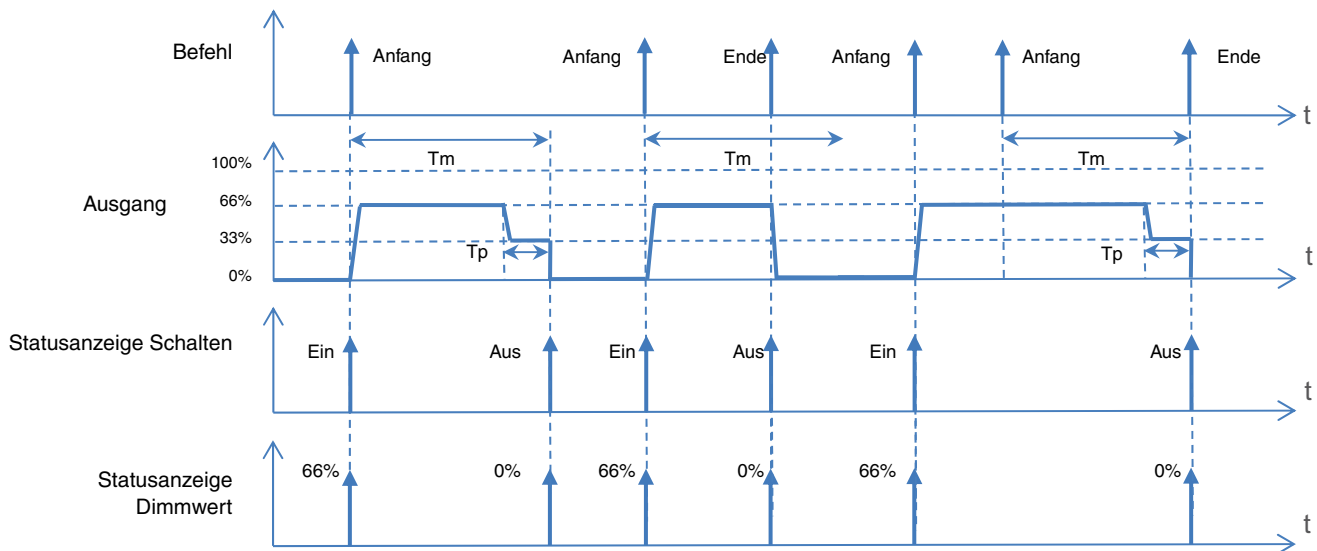 Befehl
Anfang
Anfang
Ende
Anfang
Anfang
Ende
t
Tm
Tm
Tm
100%
66%
33%
0%
Ausgang
Tp
Tp
t
Statusanzeige Schalten
Ein
Aus
Ein
Aus
Ein
Aus
t
Statusanzeige
Dimmwert
66%
0%
66%
0%
66%
0%
t